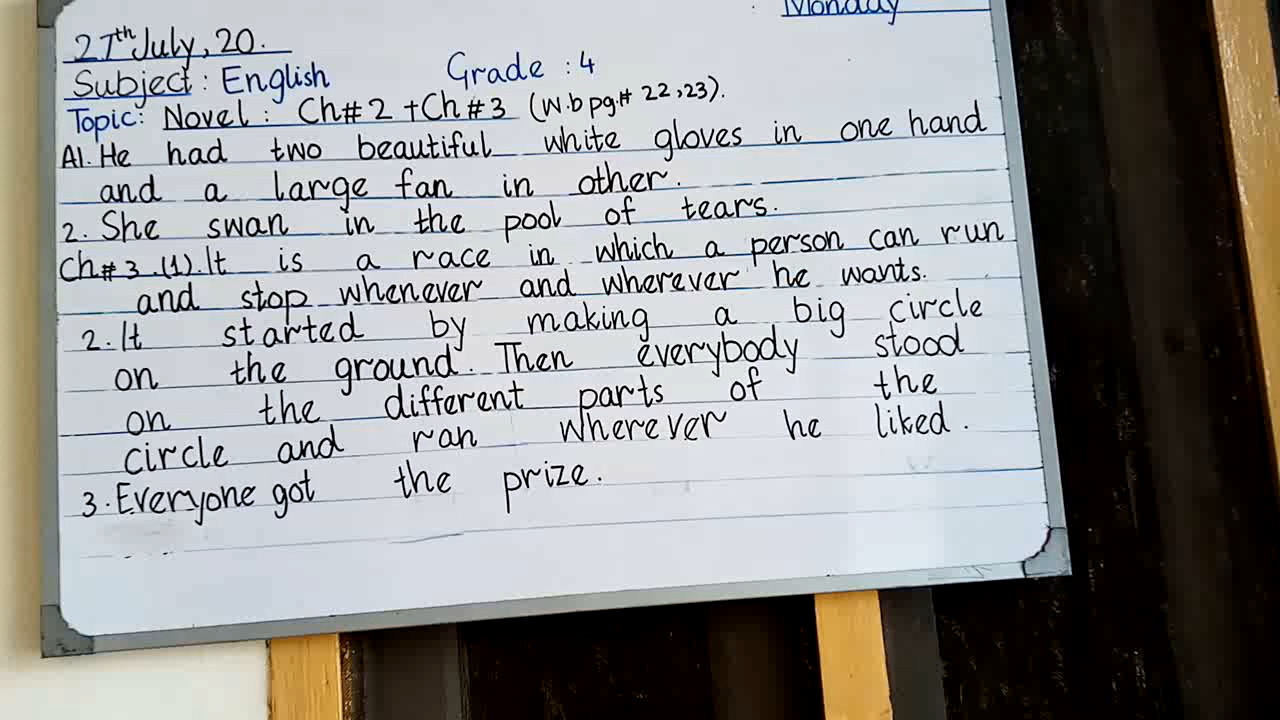 Monday
27th July, 20.
Subject: English Grade : 4
Topic: Novel : Ch# 2 + Ch # 3 (W.b pg.# 22,23).
A1. He had two beautiful white gloves in one hand
and a large fan in other.
2. She swan in the pool of tears.
Ch# 3.(1).It is a race in which a person can run
and stop whenever and wherever he wants.
2. It started by making a big circle
on the ground. Then everybody stood
on the different parts of the
circle and ran wherever he liked.
3. Everyone got the prize.